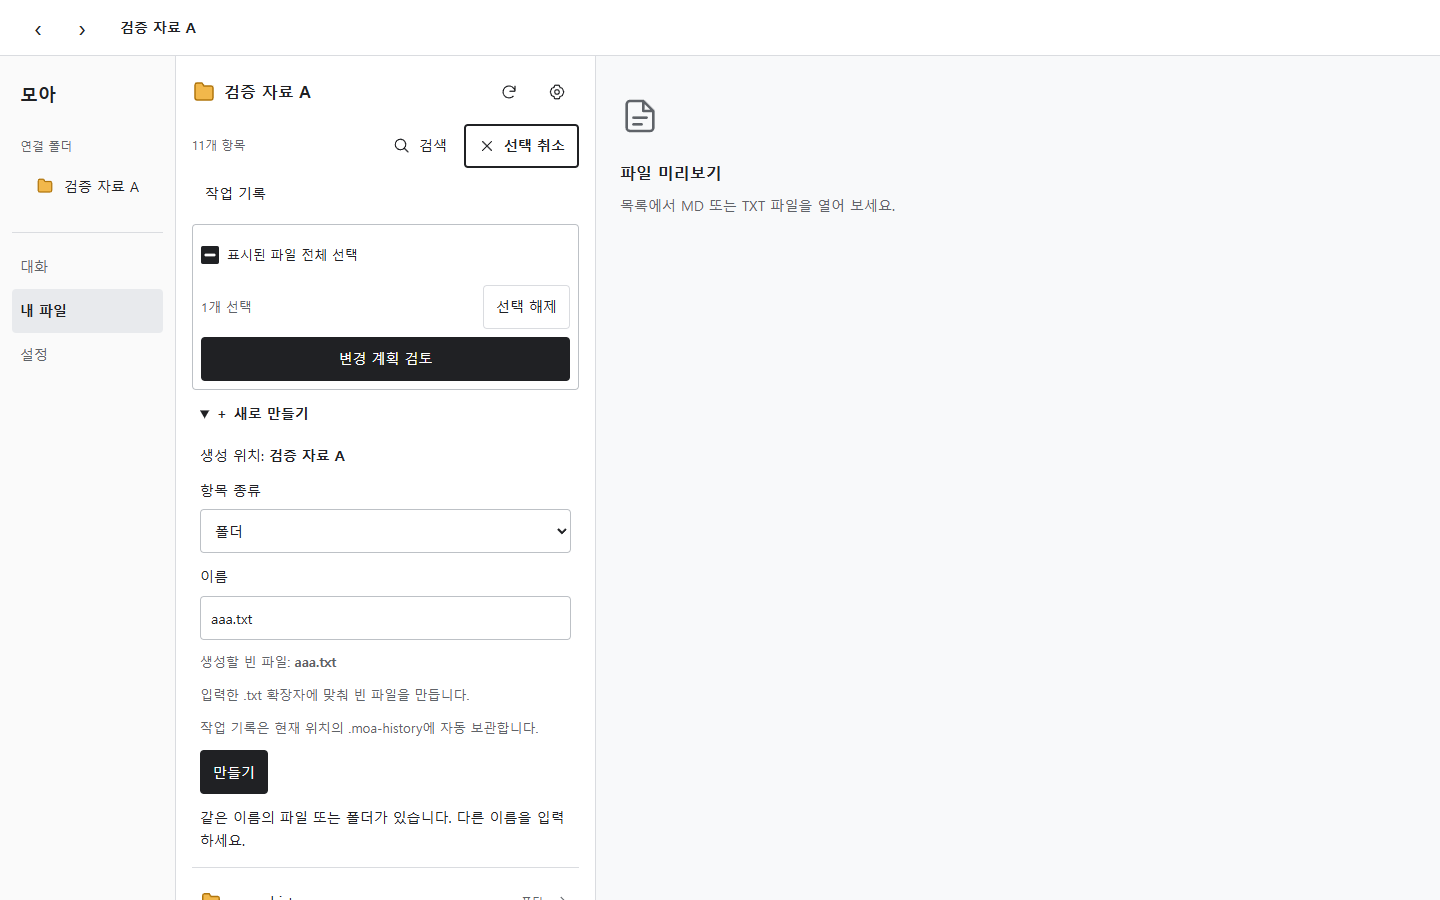 검증 자료 A
모아
연결 폴더
검증 자료 A
대화
내 파일
설정
검증 자료 A
11개 항목
검색
선택 취소
작업 기록
표시된 파일 전체 선택
1개 선택
선택 해제
변경 계획 검토
+ 새로 만들기
생성 위치: 검증 자료 A
항목 종류
폴더
이름
aaa.txt
생성할 빈 파일: aaa.txt
입력한 .txt 확장자에 맞춰 빈 파일을 만듭니다.
작업 기록은 현재 위치의 .moa-history에 자동 보관합니다.
만들기
같은 이름의 파일 또는 폴더가 있습니다. 다른 이름을 입력
하세요.
파일 미리보기
목록에서 MD 또는 TXT 파일을 열어 보세요.